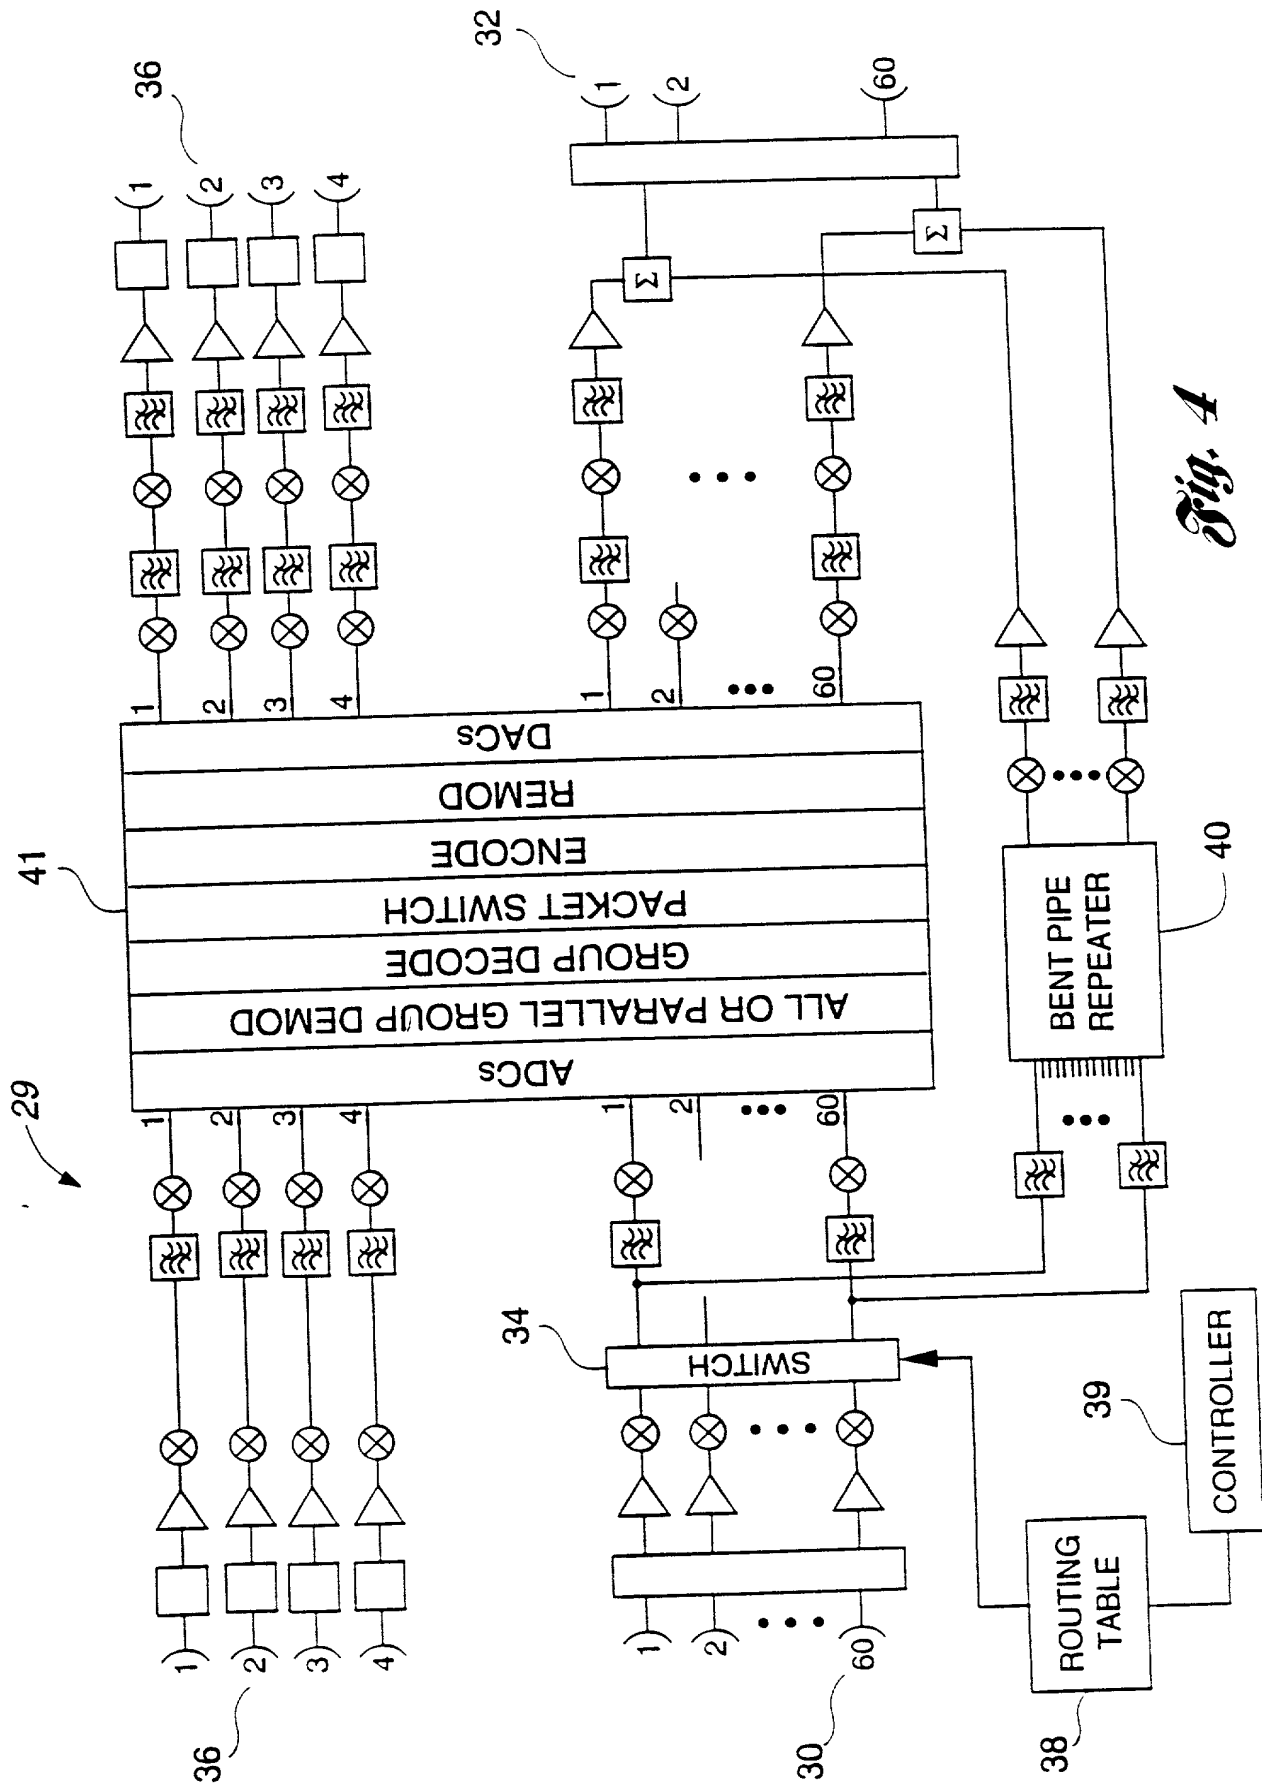 29
41
36
1
2
3
4
1
2
3
4
ADCs
ALL OR PARALLEL GROUP DEMOD
GROUP DECODE
PACKET SWITCH
ENCODE
REMOD
DACs
1
2
3
4
1
2
3
4
36
30
1
2
60
34
SWITCH
1
2
60
1
2
60
Σ
Σ
1
2
60
32
38
ROUTING
TABLE
39
CONTROLLER
BENT PIPE
REPEATER
40
Fig. 4